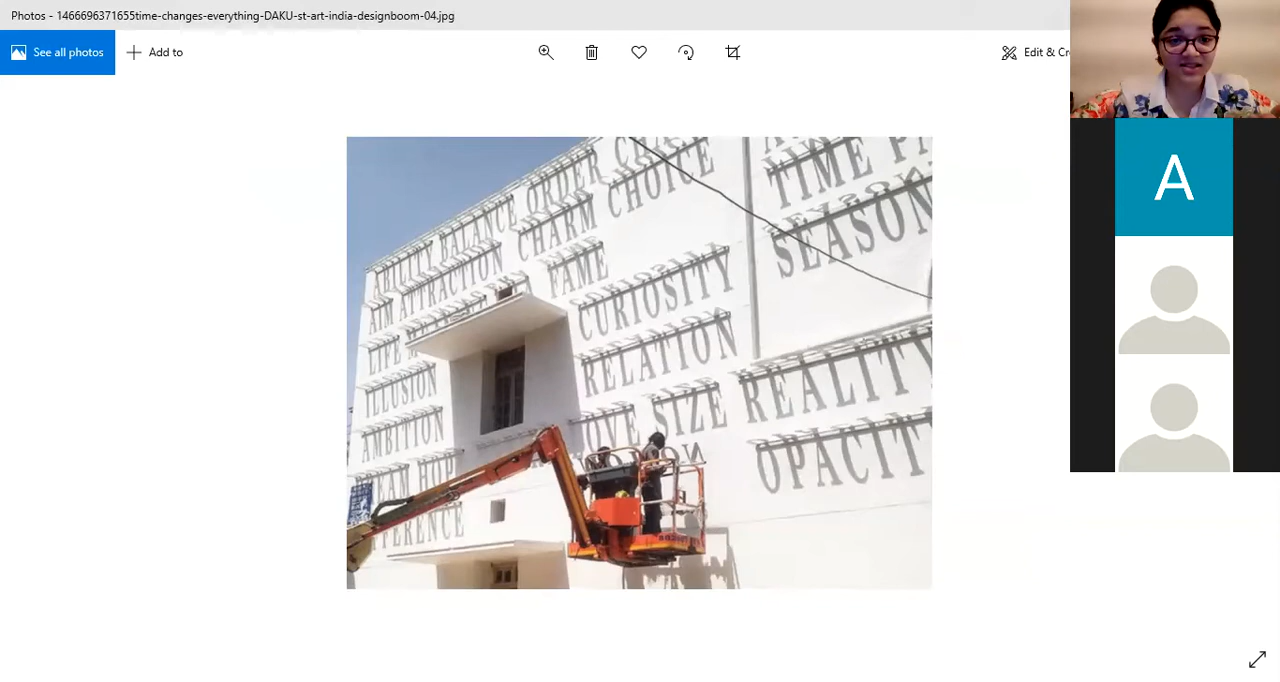 Photos - 1466696371655time-changes-everything-DAKU-st-art-india-designboom-04.jpg
See all photos
Add to
Edit & Cr
A
ORDER
BALANCE
ATTRACTION
CHARM CHOICE
AIM
FAME
TIME
SEASON
CURIOSITY
LIFE
RELATION
ILLUSION
SIZE REALITY
AMBITION
OPACITY